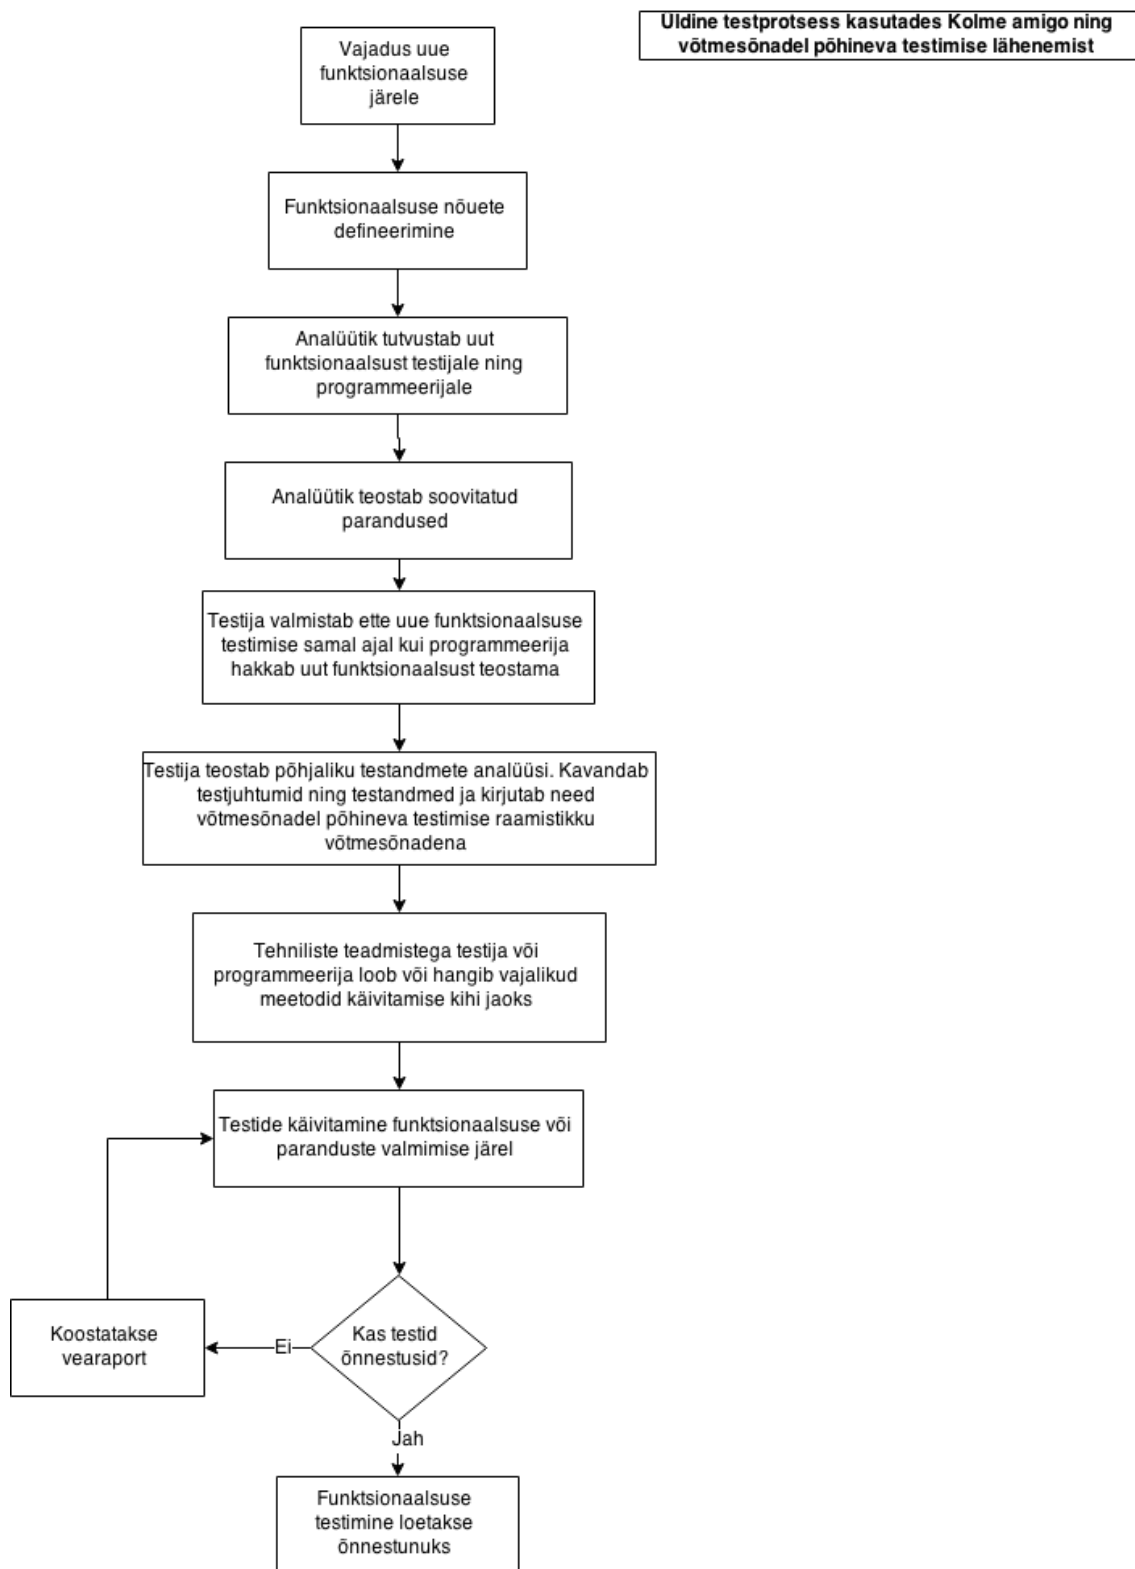 Üldine testprotsess kasutades Kolme amigo ning
võtmesõnadel põhineva testimise lähenemist
Vajadus uue
funktsionaalsuse
järele
Funktsionaalsuse nõuete
defineerimine
Analüütik tutvustab uut
funktsionaalsust testijale ning
programmeerijale
Analüütik teostab soovitatud
parandused
Testija valmistab ette uue funktsionaalsuse
testimise samal ajal kui programmeerija
hakkab uut funktsionaalsust teostama
Testija teostab põhjaliku testandmete analüüsi. Kavandab
testjuhtumid ning testandmed ja kirjutab need
võtmesõnadel põhineva testimise raamistikku
võtmesõnadena
Tehniliste teadmistega testija või
programmeerija loob või hangib vajalikud
meetodid käivitamise kihi jaoks
Testide käivitamine funktsionaalsuse või
paranduste valmimise järel
Kas testid
õnnestusid?
Ei
Koostatakse
vearaport
Jah
Funktsionaalsuse
testimine loetakse
õnnestunuks